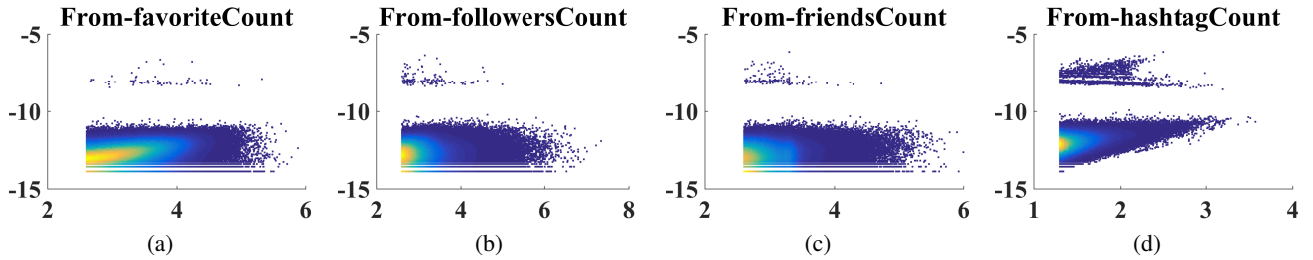 From-favoriteCount
-5
-10
-15
2 4 6
(a)
From-followersCount
-5
-10
-15
2 4 6 8
(b)
From-friendsCount
-5
-10
-15
2 4 6
(c)
From-hashtagCount
-5
-10
-15
1 2 3 4
(d)